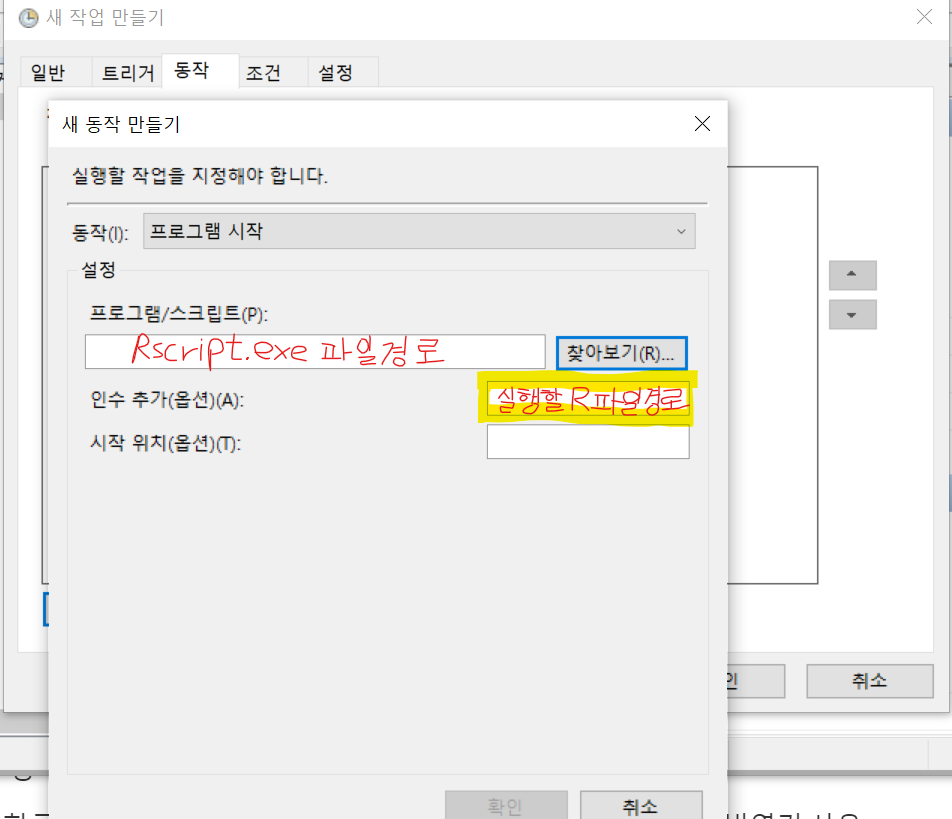 새 작업 만들기
일반 트리거 동작 조건 설정
새 동작 만들기
실행할 작업을 지정해야 합니다.
동작(I): 프로그램 시작
설정
프로그램/스크립트(P):
Rscript.exe 파일경로 찾아보기(R)...
인수 추가(옵션)(A): 실행할 R파일경로
시작 위치(옵션)(T):
취소
확인 취소